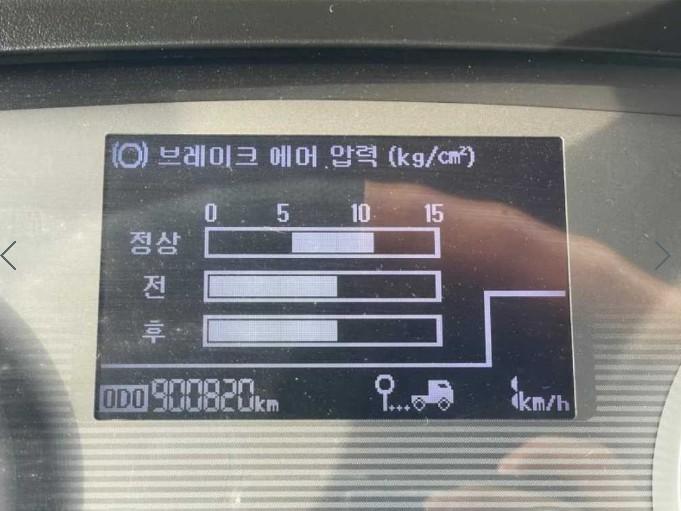 브레이크 에어 압력 (kg/cm²)
0 5 10 15
정상
전
후
ODO 900820km
km/h